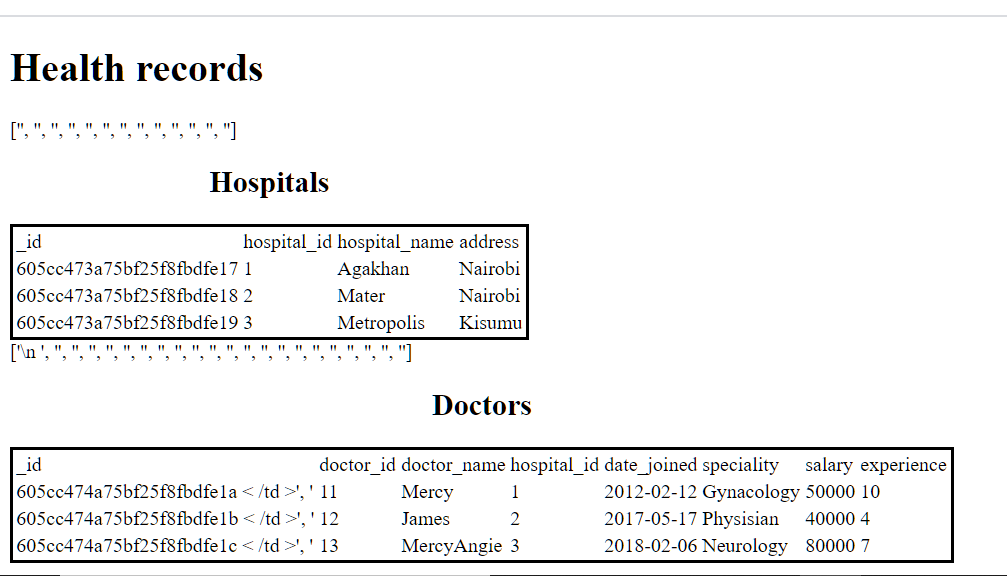 Health records
['', '', '', '', '', '', '', '', '', '', '', '', '']
Hospitals
_id hospital_id hospital_name address
605cc473a75bf25f8fbdfe17 1 Agakhan Nairobi
605cc473a75bf25f8fbdfe18 2 Mater Nairobi
605cc473a75bf25f8fbdfe19 3 Metropolis Kisumu
['\n ', '', '', '', '', '', '', '', '', '', '', '', '', '', '', '', '', '', '', '', '', '']
Doctors
_id doctor_id doctor_name hospital_id date_joined speciality salary experience
605cc474a75bf25f8fbdfe1a < /td >', ' 11 Mercy 1 2012-02-12 Gynacology 50000 10
605cc474a75bf25f8fbdfe1b < /td >', ' 12 James 2 2017-05-17 Physisian 40000 4
605cc474a75bf25f8fbdfe1c < /td >', ' 13 MercyAngie 3 2018-02-06 Neurology 80000 7